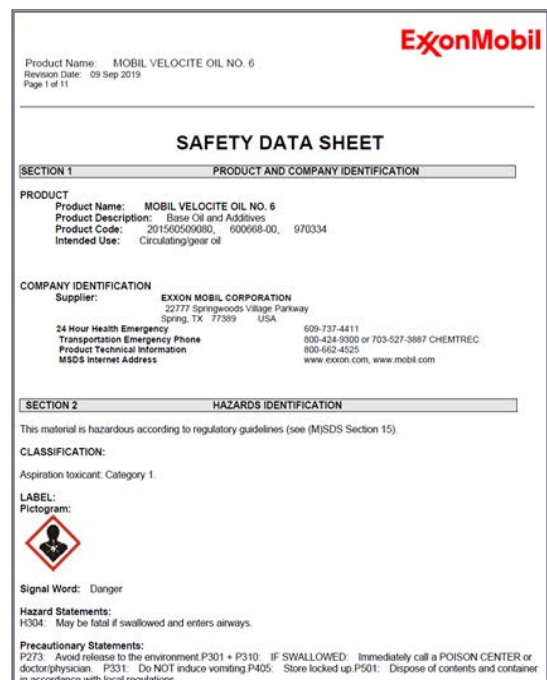 ExxonMobil
Product Name: MOBIL VELOCITE OIL NO. 6
Revision Date: 09 Sep 2019
Page 1 of 11
SAFETY DATA SHEET
SECTION 1 PRODUCT AND COMPANY IDENTIFICATION
PRODUCT
Product Name: MOBIL VELOCITE OIL NO. 6
Product Description: Base Oil and Additives
Product Code: 201560509080, 600668-00, 970334
Intended Use: Circulating/gear oil
COMPANY IDENTIFICATION
Supplier: EXXON MOBIL CORPORATION
22777 Springwoods Village Parkway
Spring, TX 77389 USA
24 Hour Health Emergency 609-737-4411
Transportation Emergency Phone 800-424-9300 or 703-527-3887 CHEMTREC
Product Technical Information 800-662-4525
MSDS Internet Address www.exxon.com, www.mobil.com
SECTION 2 HAZARDS IDENTIFICATION
This material is hazardous according to regulatory guidelines (see (M)SDS Section 15).
CLASSIFICATION:
Aspiration toxicant: Category 1.
LABEL:
Pictogram:
Signal Word: Danger
Hazard Statements:
H304: May be fatal if swallowed and enters airways.
Precautionary Statements:
P273: Avoid release to the environment.P301 + P310: IF SWALLOWED: Immediately call a POISON CENTER or
doctor/physician. P331: Do NOT induce vomiting.P405: Store locked up.P501: Dispose of contents and container
in accordance with local regulations.